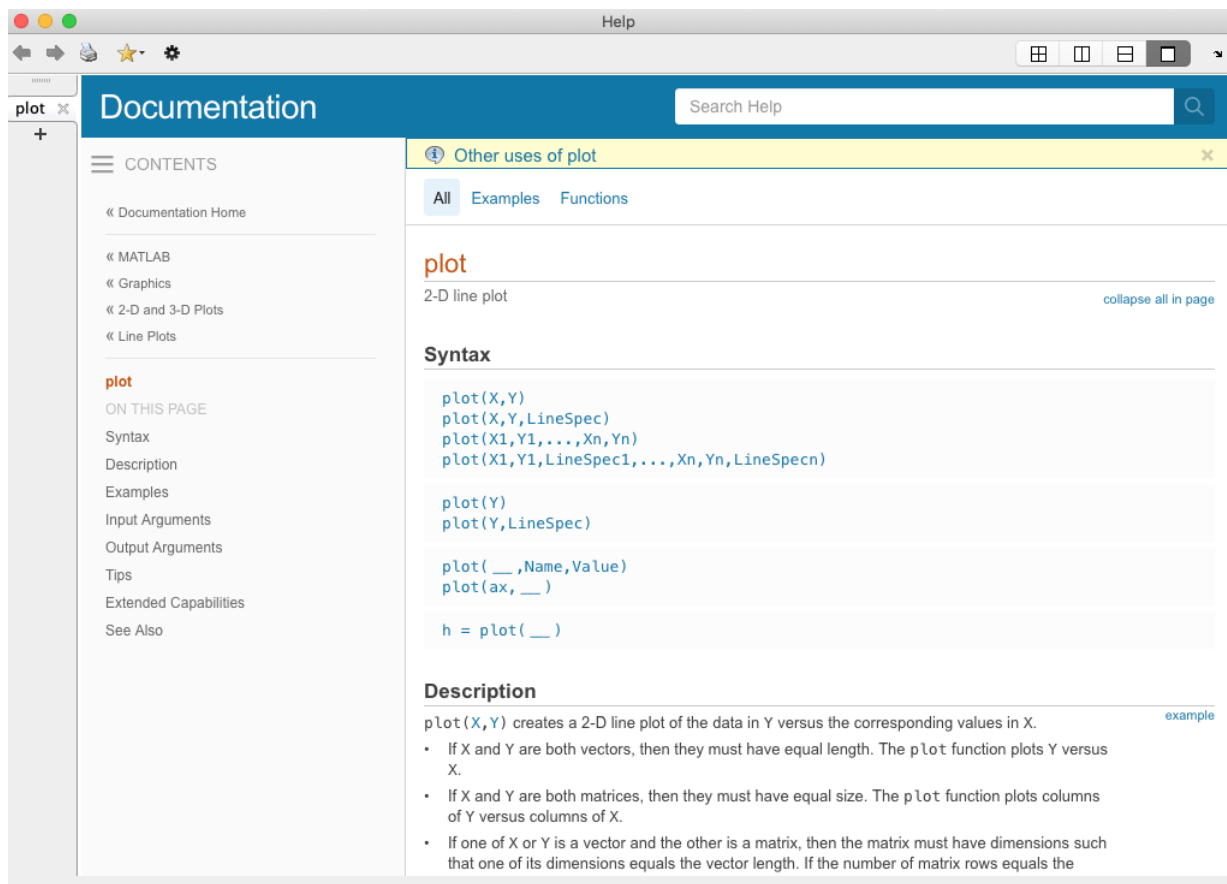 Help
plot
+
Documentation
Search Help
CONTENTS
« Documentation Home
« MATLAB
« Graphics
« 2-D and 3-D Plots
« Line Plots
plot
ON THIS PAGE
Syntax
Description
Examples
Input Arguments
Output Arguments
Tips
Extended Capabilities
See Also
Other uses of plot
All Examples Functions
plot
2-D line plot
collapse all in page
Syntax
plot(X,Y)
plot(X,Y,LineSpec)
plot(X1,Y1,...,Xn,Yn)
plot(X1,Y1,LineSpec1,...,Xn,Yn,LineSpecn)
plot(Y)
plot(Y,LineSpec)
plot(__,Name,Value)
plot(ax,__)
h = plot(__)
Description
plot(X,Y) creates a 2-D line plot of the data in Y versus the corresponding values in X.
example
• If X and Y are both vectors, then they must have equal length. The plot function plots Y versus
X.
• If X and Y are both matrices, then they must have equal size. The plot function plots columns
of Y versus columns of X.
• If one of X or Y is a vector and the other is a matrix, then the matrix must have dimensions such
that one of its dimensions equals the vector length. If the number of matrix rows equals the